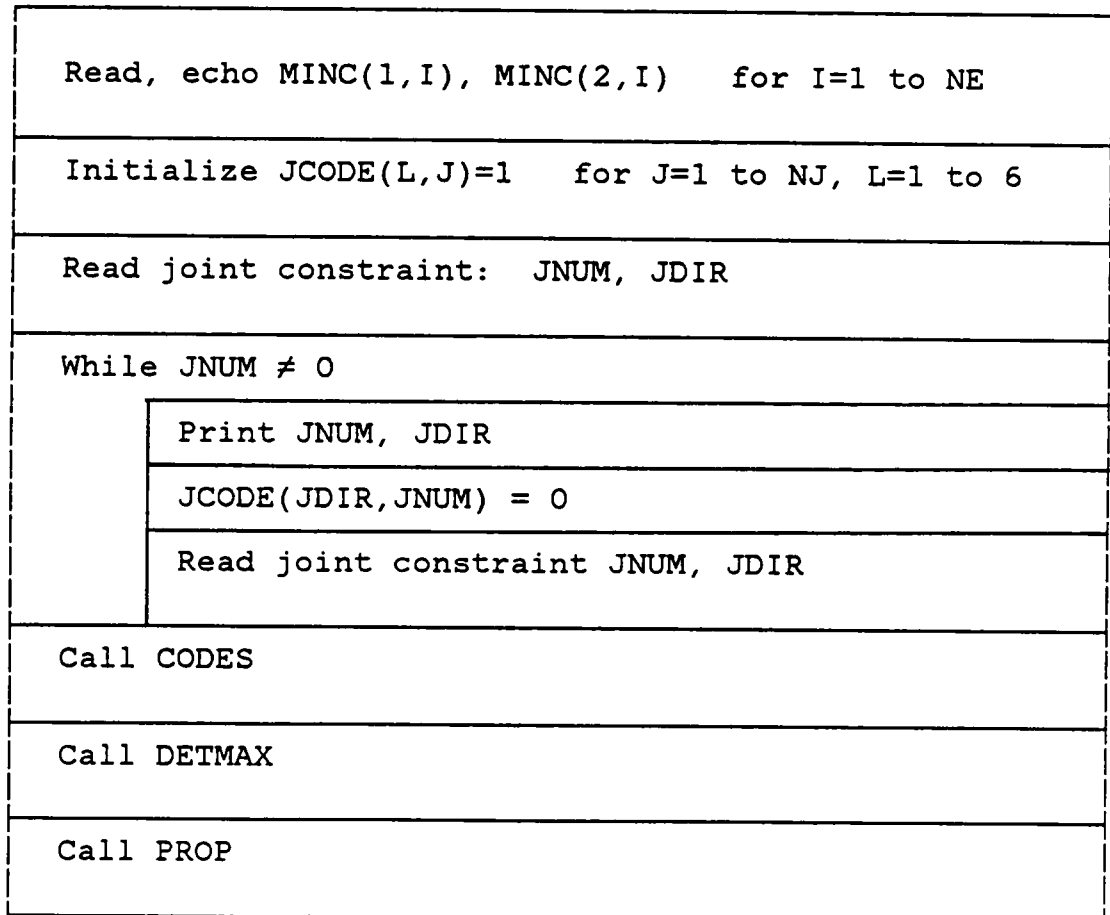 Read, echo MINC(1,I), MINC(2,I) for I=1 to NE
Initialize JCODE(L,J)=1 for J=1 to NJ, L=1 to 6
Read joint constraint: JNUM, JDIR
While JNUM ≠ 0
Print JNUM, JDIR
JCODE(JDIR,JNUM) = 0
Read joint constraint JNUM, JDIR
Call CODES
Call DETMAX
Call PROP